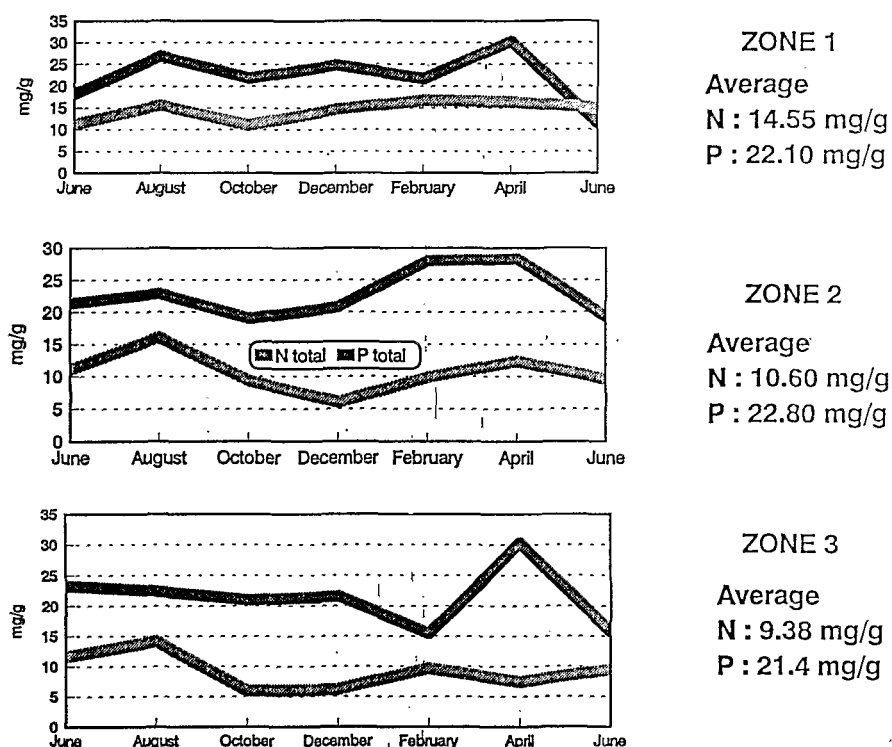 35
30
25
20
15
10
5
0
mg/g
June August October December February April June
ZONE 1
Average
N : 14.55 mg/g
P : 22.10 mg/g
30
25
20
15
10
5
0
mg/g
N total P total
June August October December February April June
ZONE 2
Average
N : 10.60 mg/g
P : 22.80 mg/g
35
30
25
20
15
10
5
0
mg/g
June August October December February April June
ZONE 3
Average
N : 9.38 mg/g
P : 21.4 mg/g